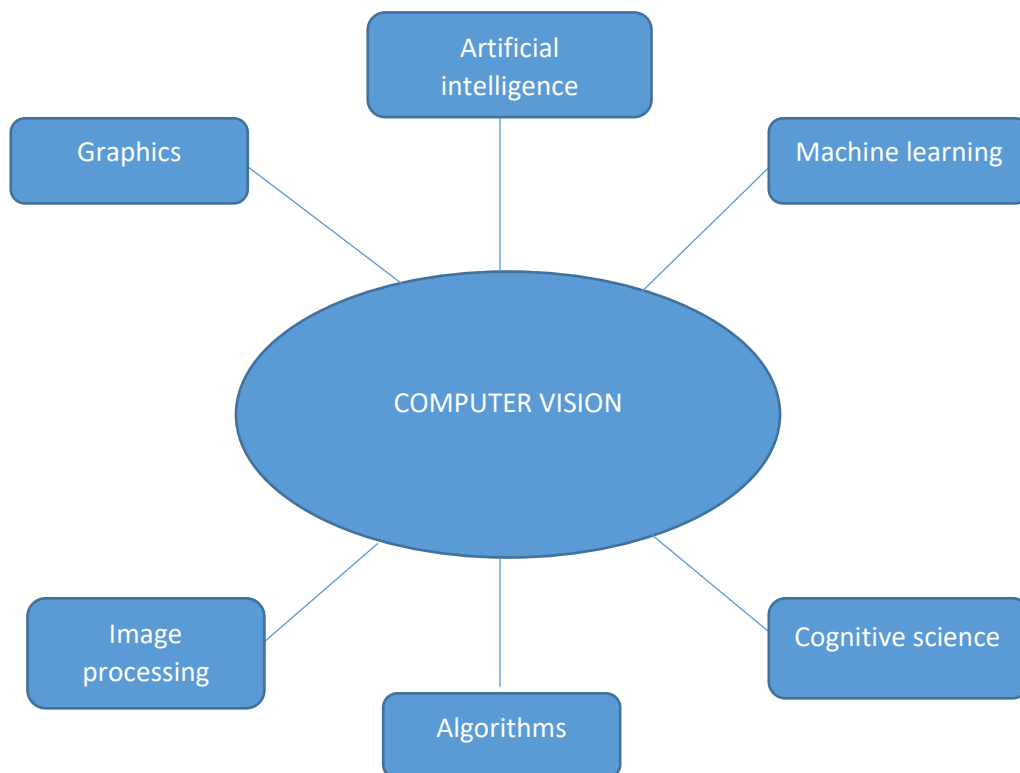 Artificial
intelligence
Graphics
Machine learning
COMPUTER VISION
Image
processing
Cognitive science
Algorithms